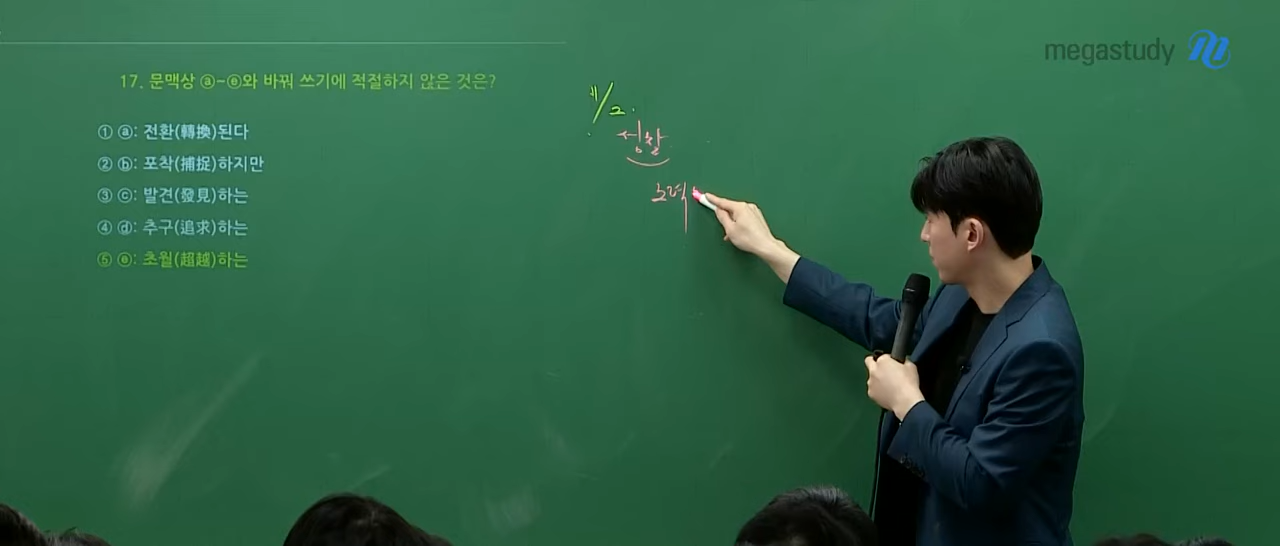 megastudy
17. 문맥상 ⓐ~ⓔ와 바꿔 쓰기에 적절하지 않은 것은?
① ⓐ: 전환(轉換)된다
② ⓑ: 포착(捕捉)하지만
③ ⓒ: 발견(發見)하는
④ ⓓ: 추구(追求)하는
⑤ ⓔ: 초월(超越)하는
성찰
노력